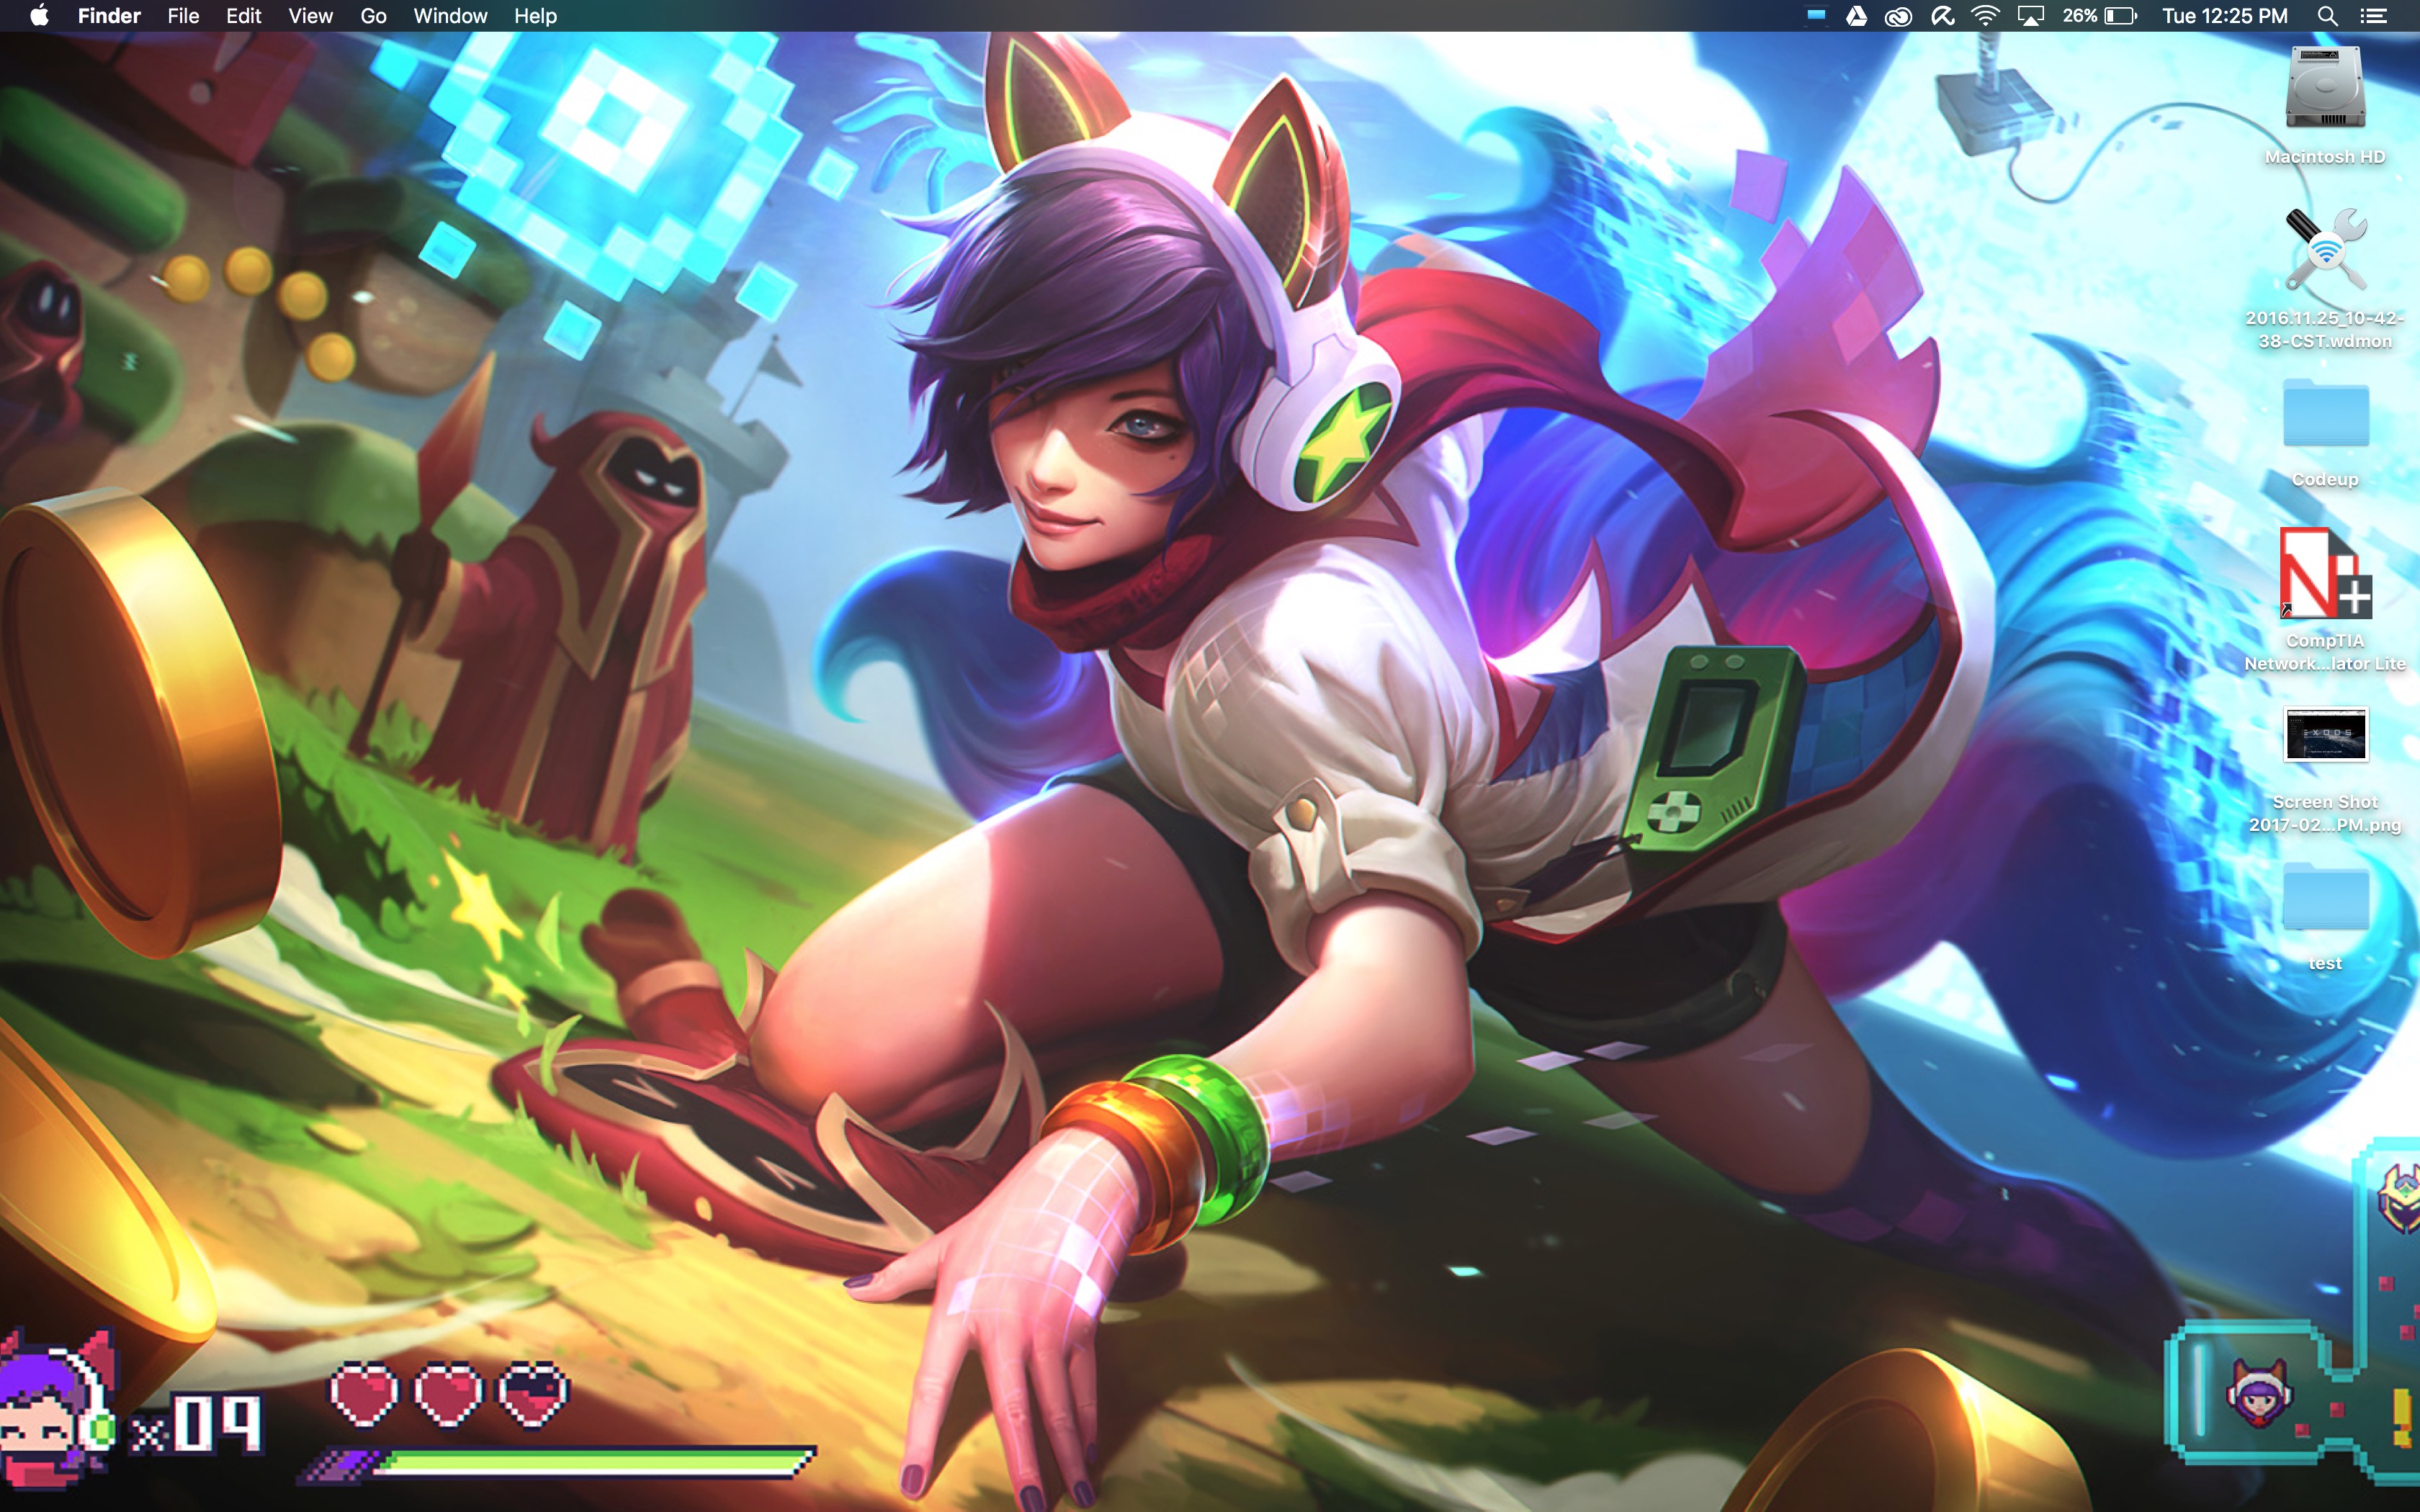 Finder File Edit View Go Window Help 26% Tue 12:25 PM
Macintosh HD
2016.11.25_10-42-
38-CST.wdmon
Codeup
N+
CompTIA
Network...lator Lite
EXODS
Screen Shot
2017-02...PM.png
test
x09